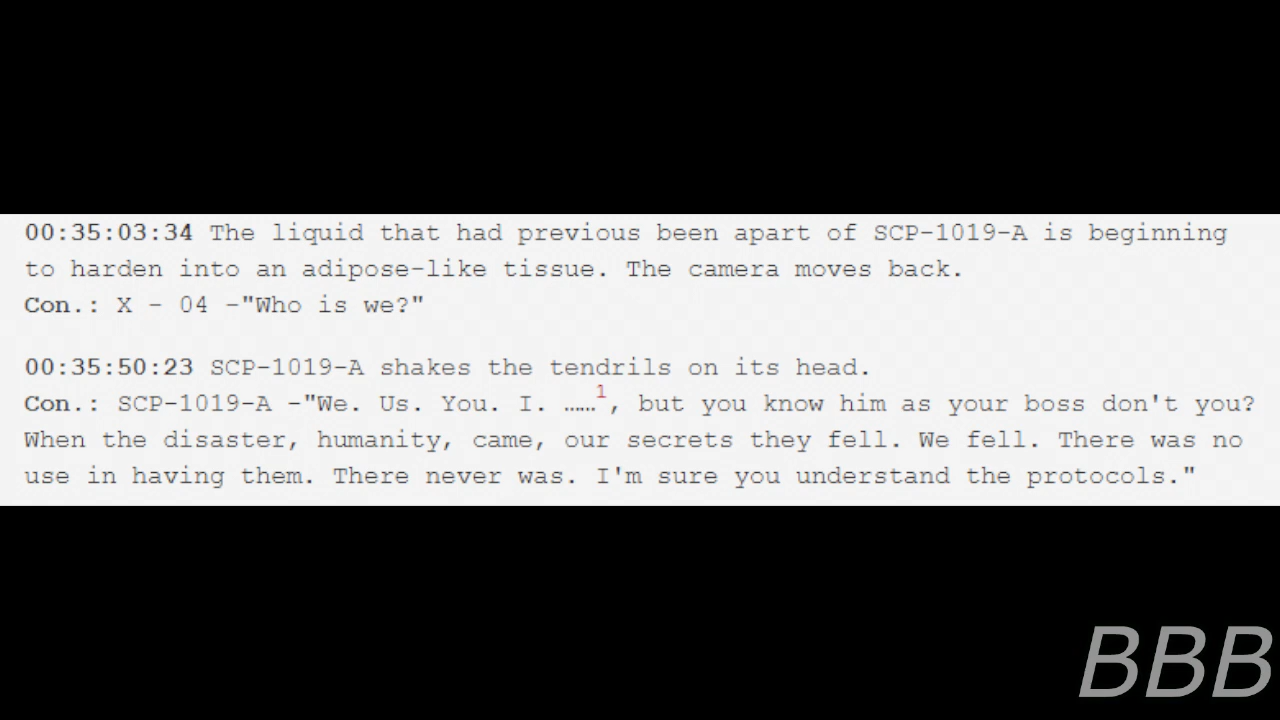 00:35:03:34 The liquid that had previous been apart of SCP-1019-A is beginning
to harden into an adipose-like tissue. The camera moves back.
Con.: X - 04 -"Who is we?"
00:35:50:23 SCP-1019-A shakes the tendrils on its head.
Con.: SCP-1019-A -"We. Us. You. I. ……1, but you know him as your boss don't you?
When the disaster, humanity, came, our secrets they fell. We fell. There was no
use in having them. There never was. I'm sure you understand the protocols."
BBB